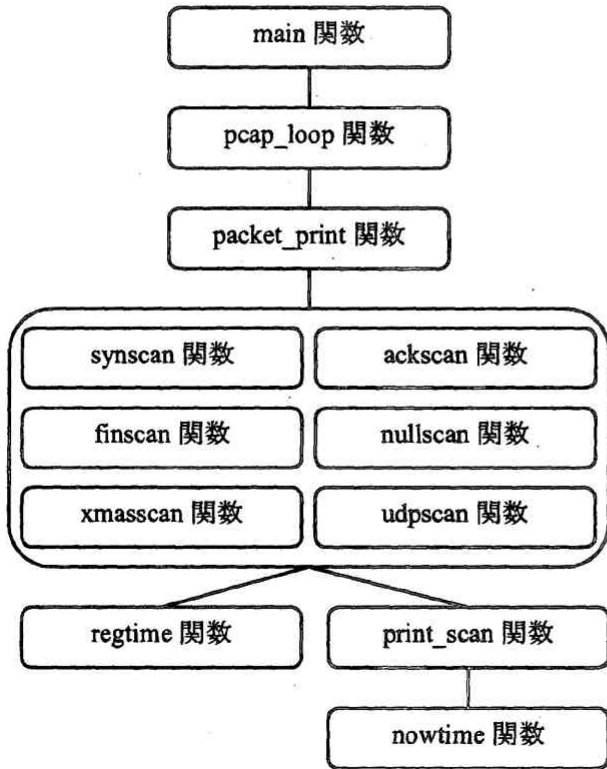 main 関数
pcap_loop 関数
packet_print 関数
synscan 関数
ackscan 関数
finscan 関数
nullscan 関数
xmasscan 関数
udpscan 関数
regtime 関数
print_scan 関数
nowtime 関数